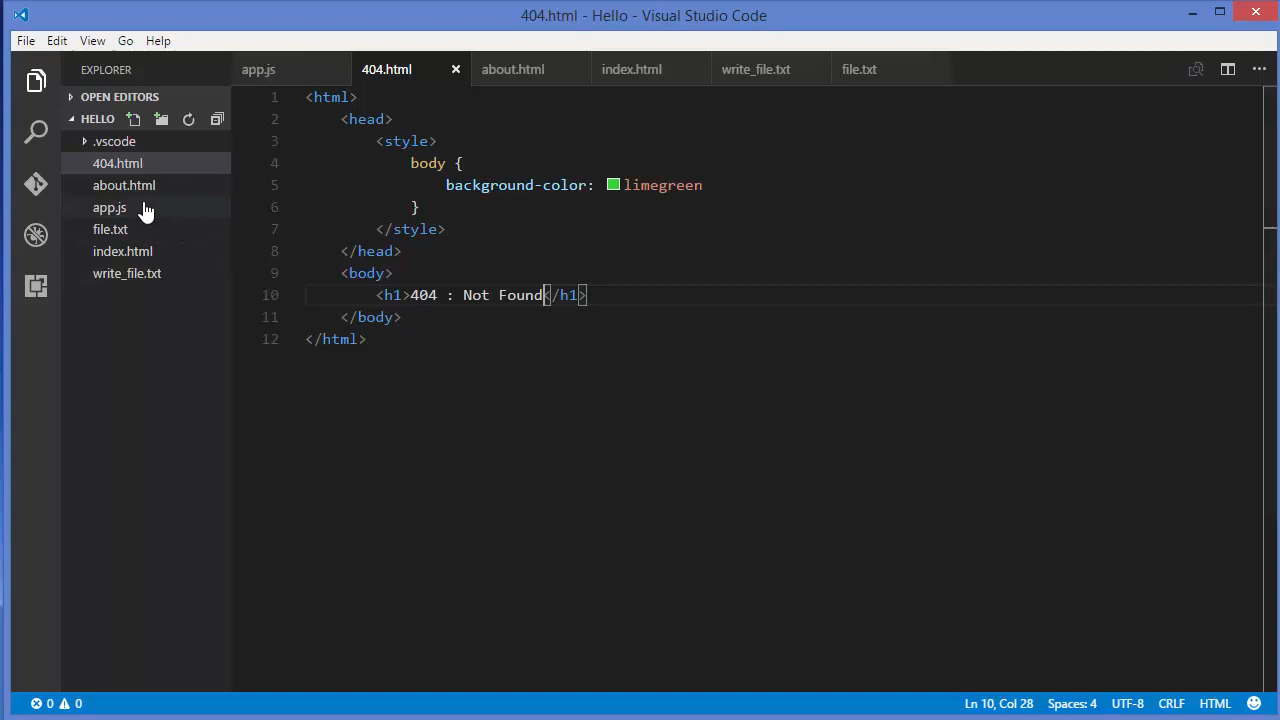 404.html - Hello - Visual Studio Code
File Edit View Go Help
EXPLORER
OPEN EDITORS
HELLO
.vscode
404.html
about.html
app.js
file.txt
index.html
write_file.txt
app.js 404.html about.html index.html write_file.txt file.txt
1 <html>
2 <head>
3 <style>
4 body {
5 background-color: limegreen
6 }
7 </style>
8 </head>
9 <body>
10 <h1>404 : Not Found</h1>
11 </body>
12 </html>
0 0 Ln 10, Col 28 Spaces: 4 UTF-8 CRLF HTML